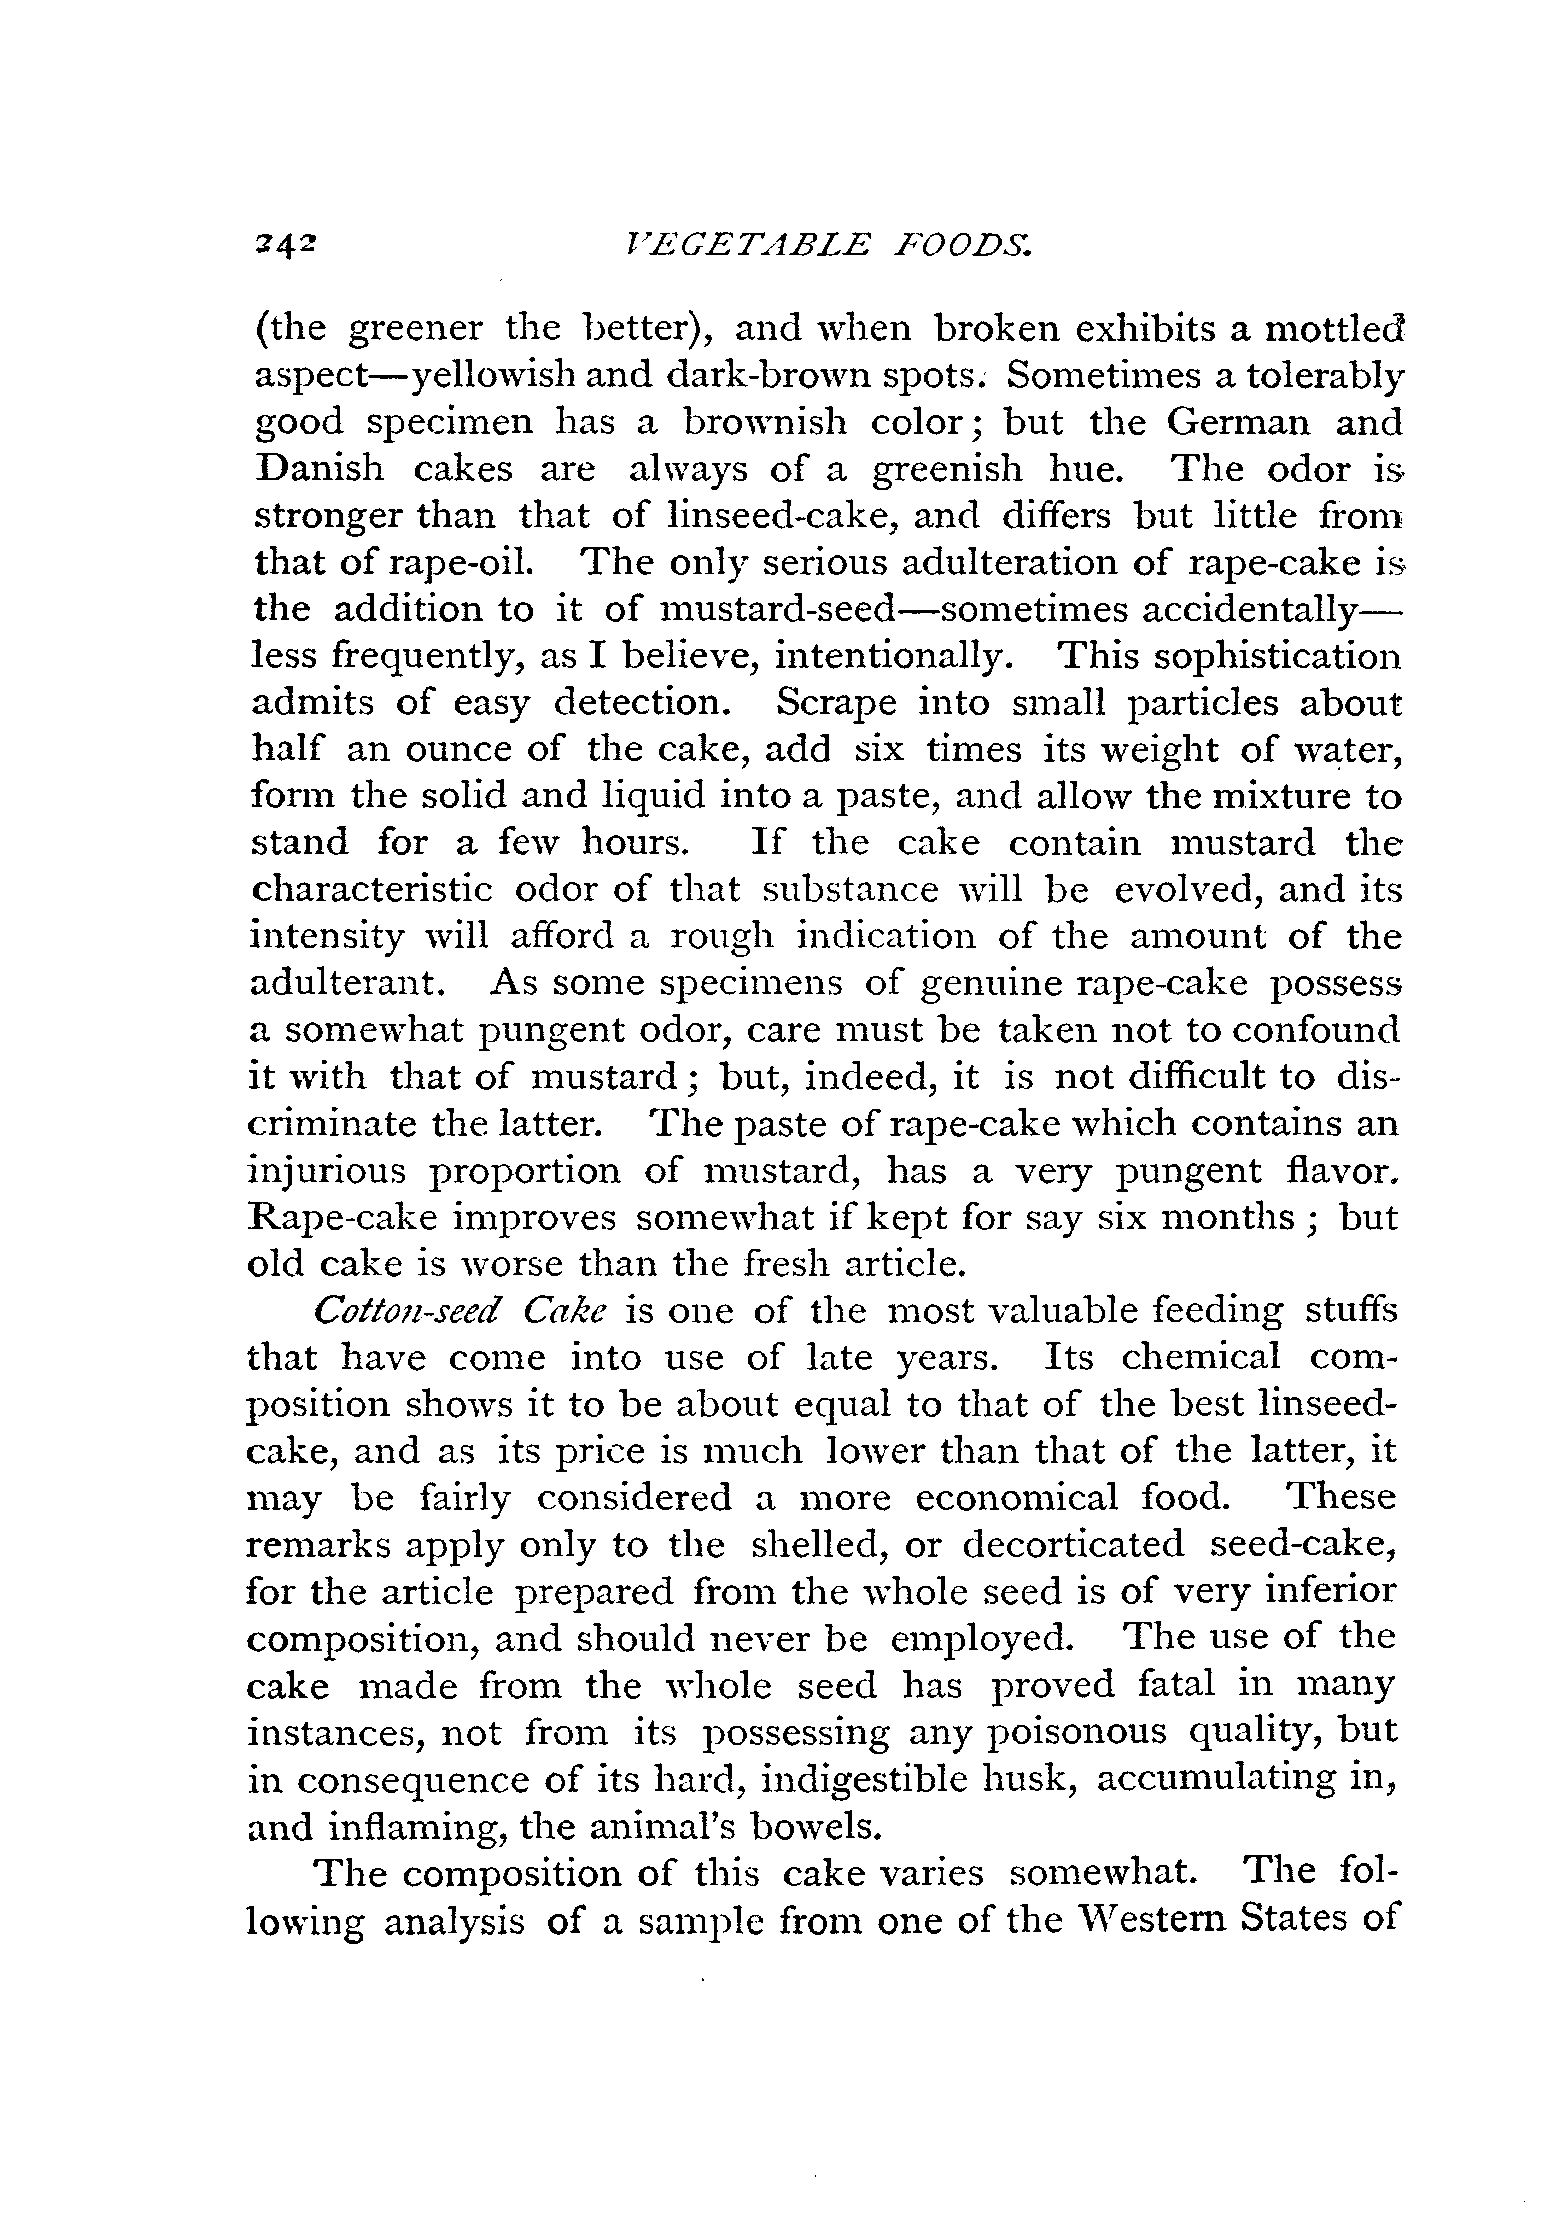 242 VEGETABLE FOODS.
(the greener the better), and when broken exhibits a mottled
aspect—yellowish and dark-brown spots. Sometimes a tolerably
good specimen has a brownish color; but the German and
Danish cakes are always of a greenish hue. The odor is
stronger than that of linseed-cake, and differs but little from
that of rape-oil. The only serious adulteration of rape-cake is
the addition to it of mustard-seed—sometimes accidentally—
less frequently, as I believe, intentionally. This sophistication
admits of easy detection. Scrape into small particles about
half an ounce of the cake, add six times its weight of water,
form the solid and liquid into a paste, and allow the mixture to
stand for a few hours. If the cake contain mustard the
characteristic odor of that substance will be evolved, and its
intensity will afford a rough indication of the amount of the
adulterant. As some specimens of genuine rape-cake possess
a somewhat pungent odor, care must be taken not to confound
it with that of mustard; but, indeed, it is not difficult to dis-
criminate the latter. The paste of rape-cake which contains an
injurious proportion of mustard, has a very pungent flavor.
Rape-cake improves somewhat if kept for say six months; but
old cake is worse than the fresh article.
Cotton-seed Cake is one of the most valuable feeding stuffs
that have come into use of late years. Its chemical com-
position shows it to be about equal to that of the best linseed-
cake, and as its price is much lower than that of the latter, it
may be fairly considered a more economical food. These
remarks apply only to the shelled, or decorticated seed-cake,
for the article prepared from the whole seed is of very inferior
composition, and should never be employed. The use of the
cake made from the whole seed has proved fatal in many
instances, not from its possessing any poisonous quality, but
in consequence of its hard, indigestible husk, accumulating in,
and inflaming, the animal's bowels.
The composition of this cake varies somewhat. The fol-
lowing analysis of a sample from one of the Western States of